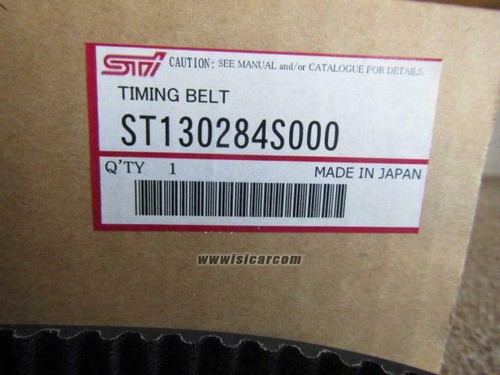 STi CAUTION: SEE MANUAL and/or CATALOGUE FOR DETAILS
TIMING BELT
ST130284S000
Q'TY 1 MADE IN JAPAN
wwwisicarcom